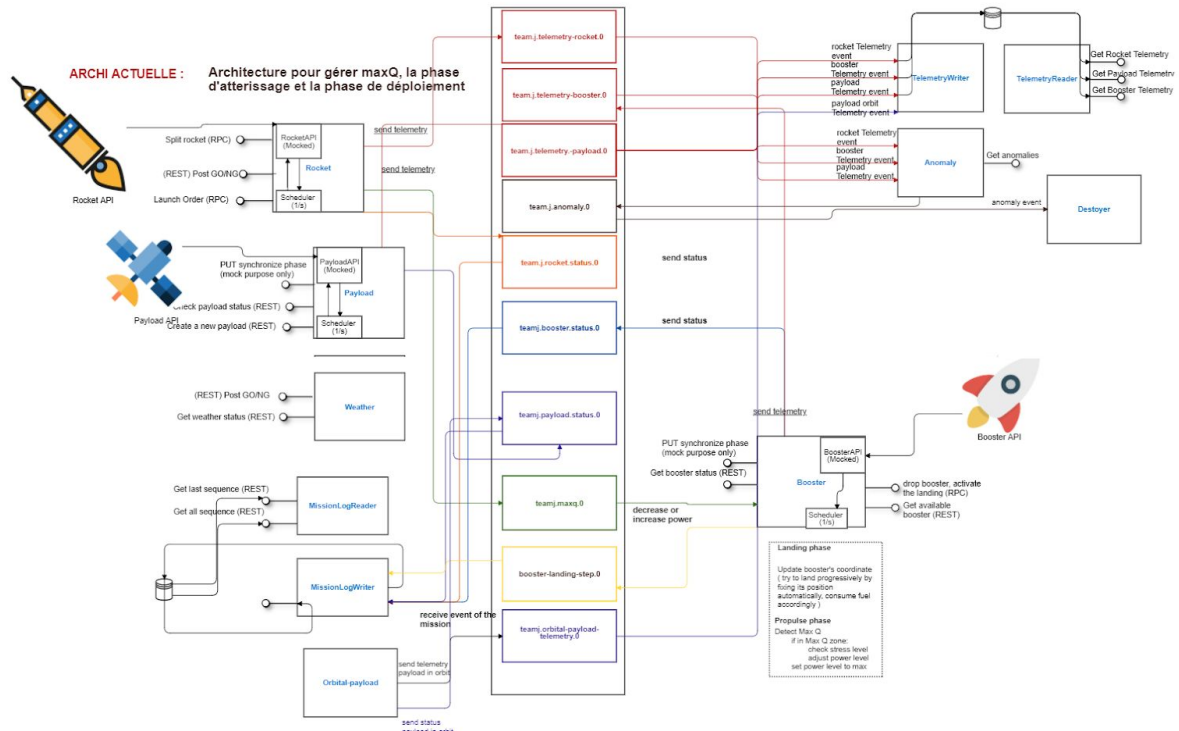 ARCHI ACTUELLE :
Architecture pour gérer maxQ, la phase
d'atterissage et la phase de déploiement
Rocket API
Split rocket (RPC)
(REST) Post GO/NG
Launch Order (RPC)
RocketAPI
(Mocked)
Rocket
Scheduler
(1/s)
send telemetry
send telemetry
Payload API
PUT synchronize phase
(mock purpose only)
Check payload status (REST)
Create a new payload (REST)
PayloadAPI
(Mocked)
Payload
Scheduler
(1/s)
(REST) Post GO/NG
Get weather status (REST)
Weather
Get last sequence (REST)
Get all sequence (REST)
MissionLogReader
MissionLogWriter
receive event of the
mission
Orbital-payload
send telemetry
payload in orbit
send status
payload in orbit
team.j.telemetry-rocket.0
team.j.telemetry-booster.0
team.j.telemetry.-payload.0
team.j.anomaly.0
team.j.rocket.status.0
teamj.booster.status.0
teamj.payload.status.0
teamj.maxq.0
booster-landing-step.0
teamj.orbital-payload-
telemetry.0
rocket Telemetry
event
booster
Telemetry event
payload
Telemetry event
payload orbit
Telemetry event
TelemetryWriter
TelemetryReader
Get Rocket Telemetry
Get Payload Telemetry
Get Booster Telemetry
rocket Telemetry
event
booster
Telemetry event
payload
Telemetry event
Anomaly
Get anomalies
anomaly event
Destoyer
send status
send status
send telemetry
Booster API
PUT synchronize phase
(mock purpose only)
Get booster status (REST)
BoosterAPI
(Mocked)
Booster
Scheduler
(1/s)
drop booster, activate
the landing (RPC)
Get available
booster (REST)
decrease or
increase power
Landing phase
Update booster's coordinate
( try to land progressively by
fixing its position
automatically, consume fuel
accordingly )
Propulse phase
Detect Max Q
if in Max Q zone:
check stress level
adjust power level
set power level to max